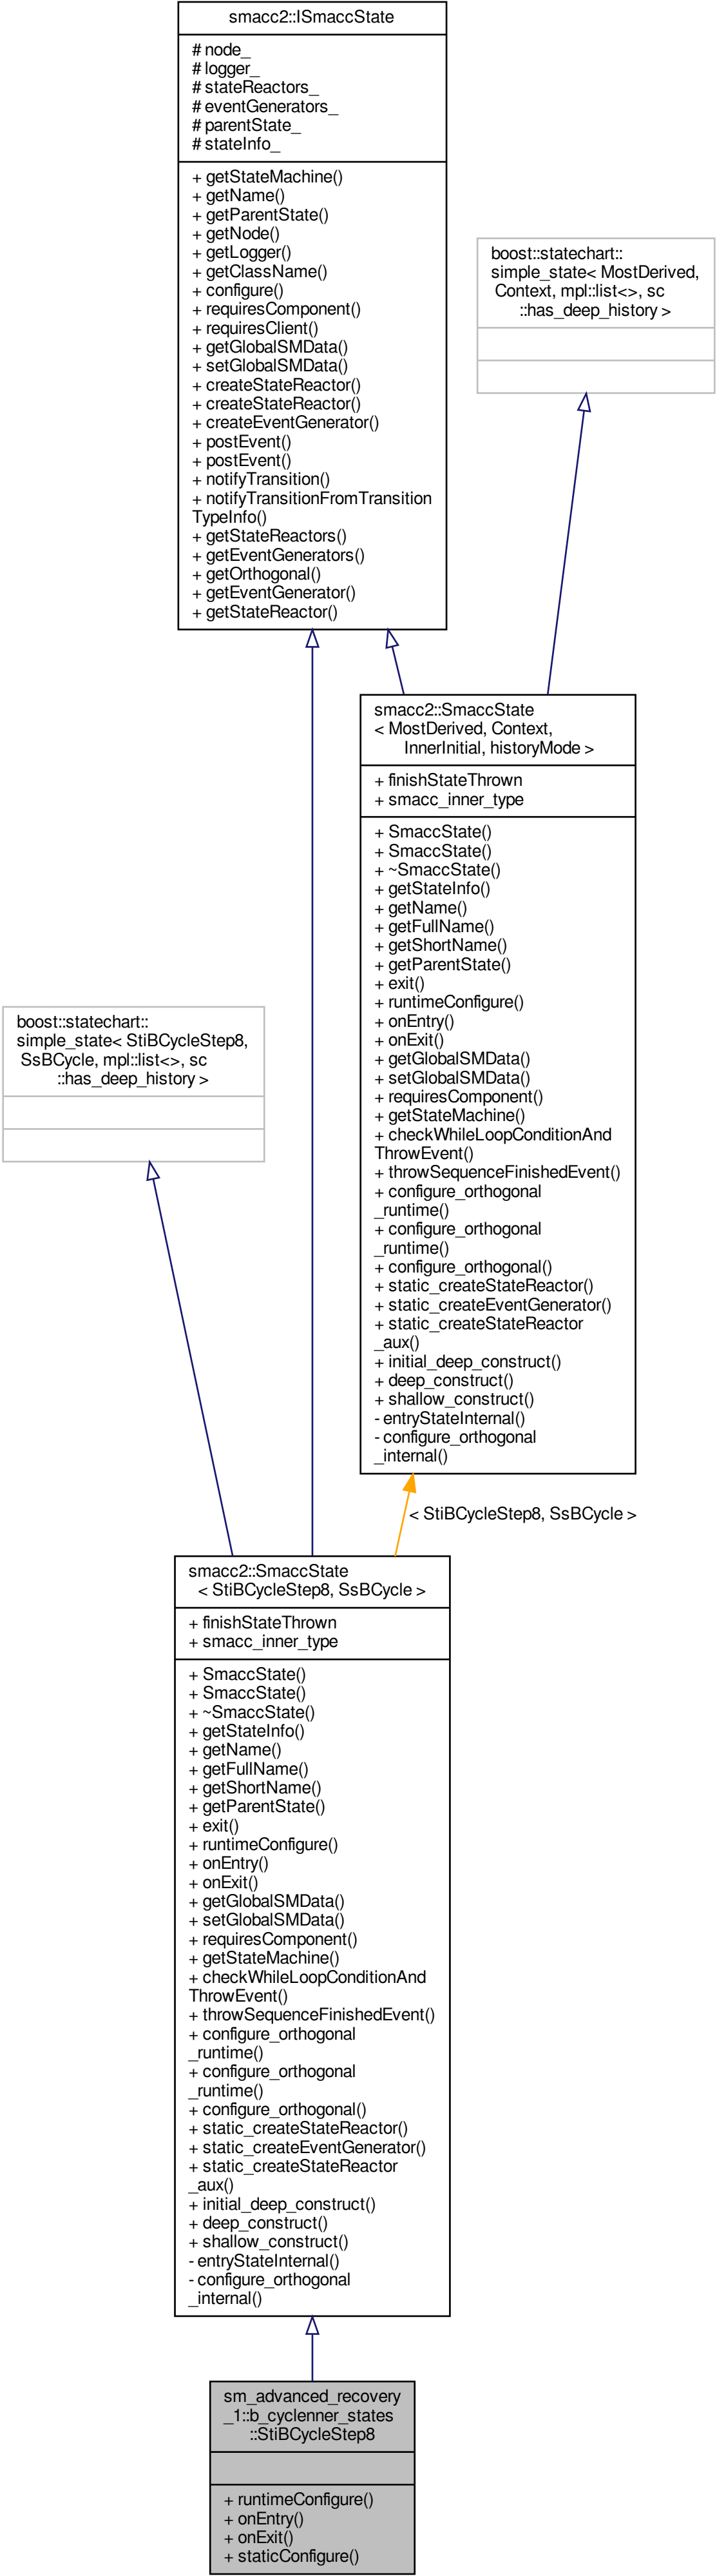 smacc2::ISmaccState
# node_
# logger_
# stateReactors_
# eventGenerators_
# parentState_
# stateInfo_
+ getStateMachine()
+ getName()
+ getParentState()
+ getNode()
+ getLogger()
+ getClassName()
+ configure()
+ requiresComponent()
+ requiresClient()
+ getGlobalSMData()
+ setGlobalSMData()
+ createStateReactor()
+ createStateReactor()
+ createEventGenerator()
+ postEvent()
+ postEvent()
+ notifyTransition()
+ notifyTransitionFromTransition
TypeInfo()
+ getStateReactors()
+ getEventGenerators()
+ getOrthogonal()
+ getEventGenerator()
+ getStateReactor()
boost::statechart::
simple_state< MostDerived,
Context, mpl::list<>, sc
::has_deep_history >
smacc2::SmaccState
< MostDerived, Context,
InnerInitial, historyMode >
+ finishStateThrown
+ smacc_inner_type
+ SmaccState()
+ SmaccState()
+ ~SmaccState()
+ getStateInfo()
+ getName()
+ getFullName()
+ getShortName()
+ getParentState()
+ exit()
+ runtimeConfigure()
+ onEntry()
+ onExit()
+ getGlobalSMData()
+ setGlobalSMData()
+ requiresComponent()
+ getStateMachine()
+ checkWhileLoopConditionAnd
ThrowEvent()
+ throwSequenceFinishedEvent()
+ configure_orthogonal
_runtime()
+ configure_orthogonal
_runtime()
+ configure_orthogonal()
+ static_createStateReactor()
+ static_createEventGenerator()
+ static_createStateReactor
_aux()
+ initial_deep_construct()
+ deep_construct()
+ shallow_construct()
- entryStateInternal()
- configure_orthogonal
_internal()
boost::statechart::
simple_state< StiBCycleStep8,
SsBCycle, mpl::list<>, sc
::has_deep_history >
< StiBCycleStep8, SsBCycle >
smacc2::SmaccState
< StiBCycleStep8, SsBCycle >
+ finishStateThrown
+ smacc_inner_type
+ SmaccState()
+ SmaccState()
+ ~SmaccState()
+ getStateInfo()
+ getName()
+ getFullName()
+ getShortName()
+ getParentState()
+ exit()
+ runtimeConfigure()
+ onEntry()
+ onExit()
+ getGlobalSMData()
+ setGlobalSMData()
+ requiresComponent()
+ getStateMachine()
+ checkWhileLoopConditionAnd
ThrowEvent()
+ throwSequenceFinishedEvent()
+ configure_orthogonal
_runtime()
+ configure_orthogonal
_runtime()
+ configure_orthogonal()
+ static_createStateReactor()
+ static_createEventGenerator()
+ static_createStateReactor
_aux()
+ initial_deep_construct()
+ deep_construct()
+ shallow_construct()
- entryStateInternal()
- configure_orthogonal
_internal()
sm_advanced_recovery
_1::b_cyclenner_states
::StiBCycleStep8
+ runtimeConfigure()
+ onEntry()
+ onExit()
+ staticConfigure()